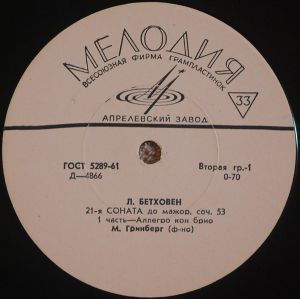 МЕЛОДИЯ
ВСЕСОЮЗНАЯ ФИРМА ГРАМПЛАСТИНОК
33
АПРЕЛЕВСКИЙ ЗАВОД
ГОСТ 5289-61
Вторая гр.-1
Д—4866
0-70
Л. БЕТХОВЕН
21-я СОНАТА до мажор, соч, 53
1 часть—Аллегро кон брио
М. Гринберг (ф-но)